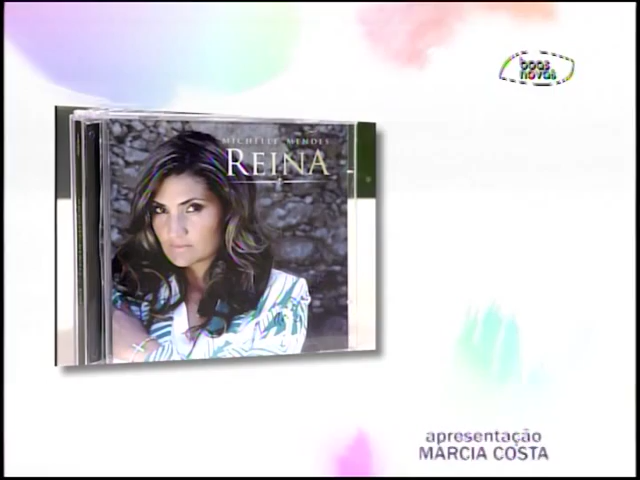 boas
novas
MICHELLE MENDES
REINA
apresentação
MARCIA COSTA